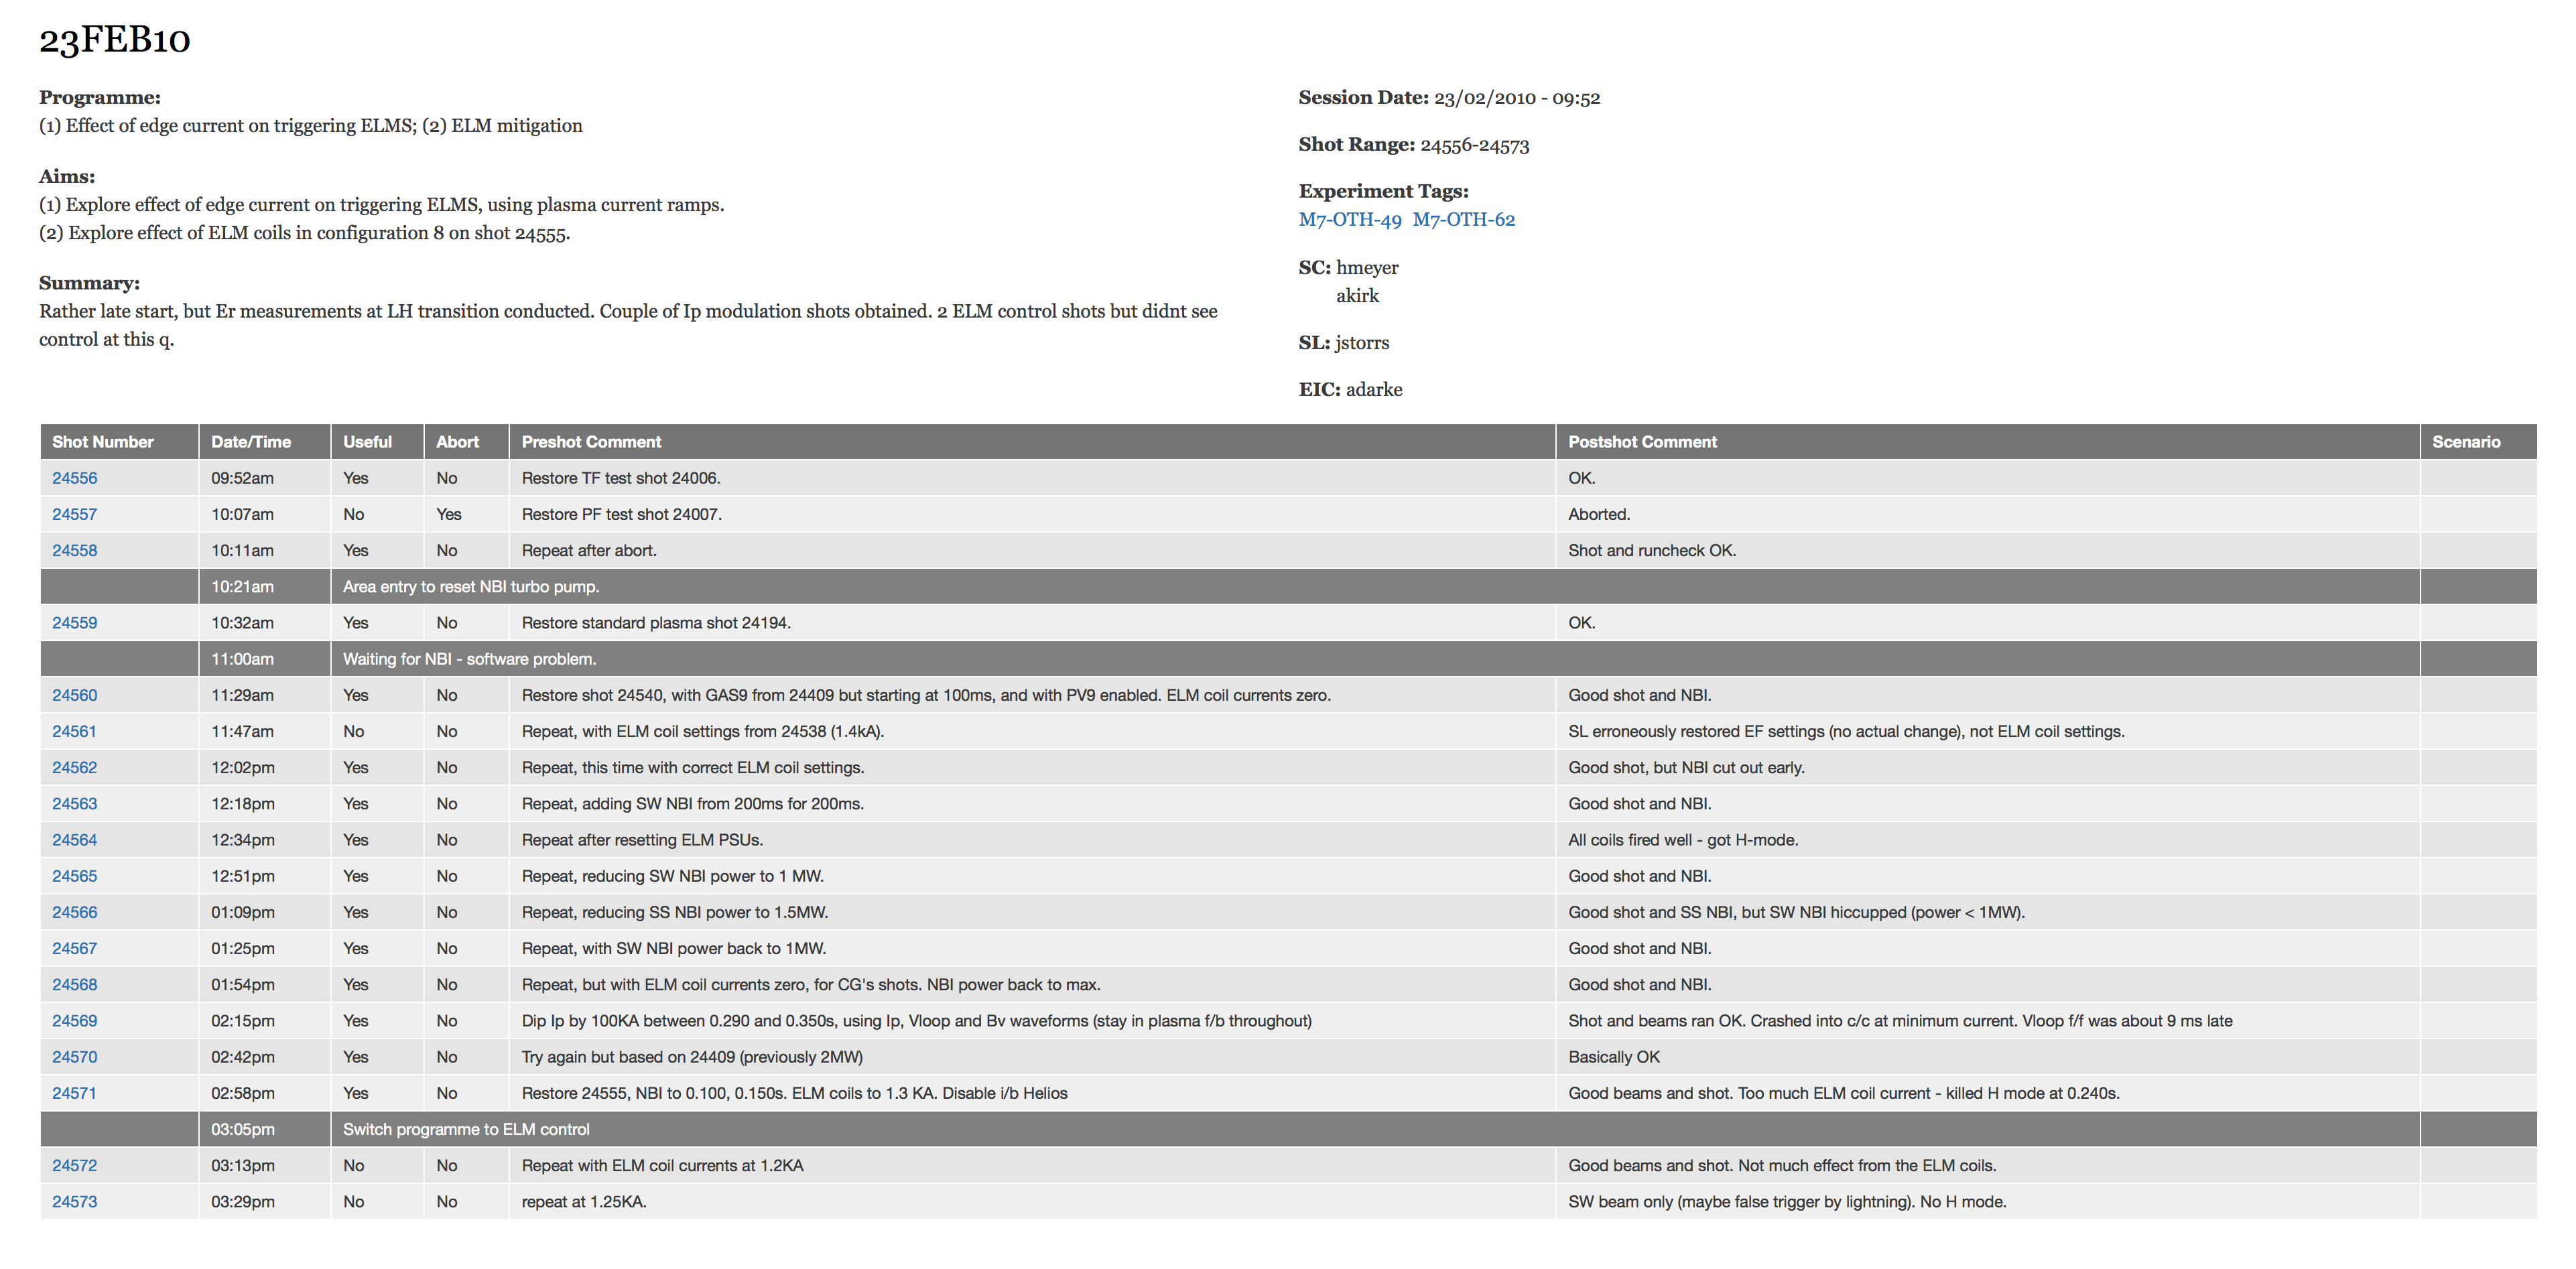 23FEB10
Programme:
(1) Effect of edge current on triggering ELMS; (2) ELM mitigation
Aims:
(1) Explore effect of edge current on triggering ELMS, using plasma current ramps.
(2) Explore effect of ELM coils in configuration 8 on shot 24555.
Summary:
Rather late start, but Er measurements at LH transition conducted. Couple of Ip modulation shots obtained. 2 ELM control shots but didnt see
control at this q.
Session Date: 23/02/2010 - 09:52
Shot Range: 24556-24573
Experiment Tags:
M7-OTH-49 M7-OTH-62
SC: hmeyer
akirk
SL: jstorrs
EIC: adarke
Shot Number Date/Time Useful Abort Preshot Comment Postshot Comment Scenario
24556 09:52am Yes No Restore TF test shot 24006. OK.
24557 10:07am No Yes Restore PF test shot 24007. Aborted.
24558 10:11am Yes No Repeat after abort. Shot and runcheck OK.
10:21am Area entry to reset NBI turbo pump.
24559 10:32am Yes No Restore standard plasma shot 24194. OK.
11:00am Waiting for NBI - software problem.
24560 11:29am Yes No Restore shot 24540, with GAS9 from 24409 but starting at 100ms, and with PV9 enabled. ELM coil currents zero. Good shot and NBI.
24561 11:47am No No Repeat, with ELM coil settings from 24538 (1.4kA). SL erroneously restored EF settings (no actual change), not ELM coil settings.
24562 12:02pm Yes No Repeat, this time with correct ELM coil settings. Good shot, but NBI cut out early.
24563 12:18pm Yes No Repeat, adding SW NBI from 200ms for 200ms. Good shot and NBI.
24564 12:34pm Yes No Repeat after resetting ELM PSUs. All coils fired well - got H-mode.
24565 12:51pm Yes No Repeat, reducing SW NBI power to 1 MW. Good shot and NBI.
24566 01:09pm Yes No Repeat, reducing SS NBI power to 1.5MW. Good shot and SS NBI, but SW NBI hiccupped (power < 1MW).
24567 01:25pm Yes No Repeat, with SW NBI power back to 1MW. Good shot and NBI.
24568 01:54pm Yes No Repeat, but with ELM coil currents zero, for CG's shots. NBI power back to max. Good shot and NBI.
24569 02:15pm Yes No Dip Ip by 100KA between 0.290 and 0.350s, using Ip, Vloop and Bv waveforms (stay in plasma f/b throughout) Shot and beams ran OK. Crashed into c/c at minimum current. Vloop f/f was about 9 ms late
24570 02:42pm Yes No Try again but based on 24409 (previously 2MW) Basically OK
24571 02:58pm Yes No Restore 24555, NBI to 0.100, 0.150s. ELM coils to 1.3 KA. Disable i/b Helios Good beams and shot. Too much ELM coil current - killed H mode at 0.240s.
03:05pm Switch programme to ELM control
24572 03:13pm No No Repeat with ELM coil currents at 1.2KA Good beams and shot. Not much effect from the ELM coils.
24573 03:29pm No No repeat at 1.25KA. SW beam only (maybe false trigger by lightning). No H mode.